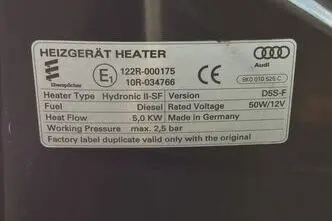 HEIZGERÄT HEATER
Audi
Eberspächer
E1 122R-000175
10R-034766
CE
8K0 010 525 C
Heater Type Hydronic II-SF Version D5S-F
Fuel Diesel Rated Voltage 50W/12V
Heat Flow 5,0 KW Made in Germany
Working Pressure max. 2,5 bar
Factory label duplicate valid only with the original